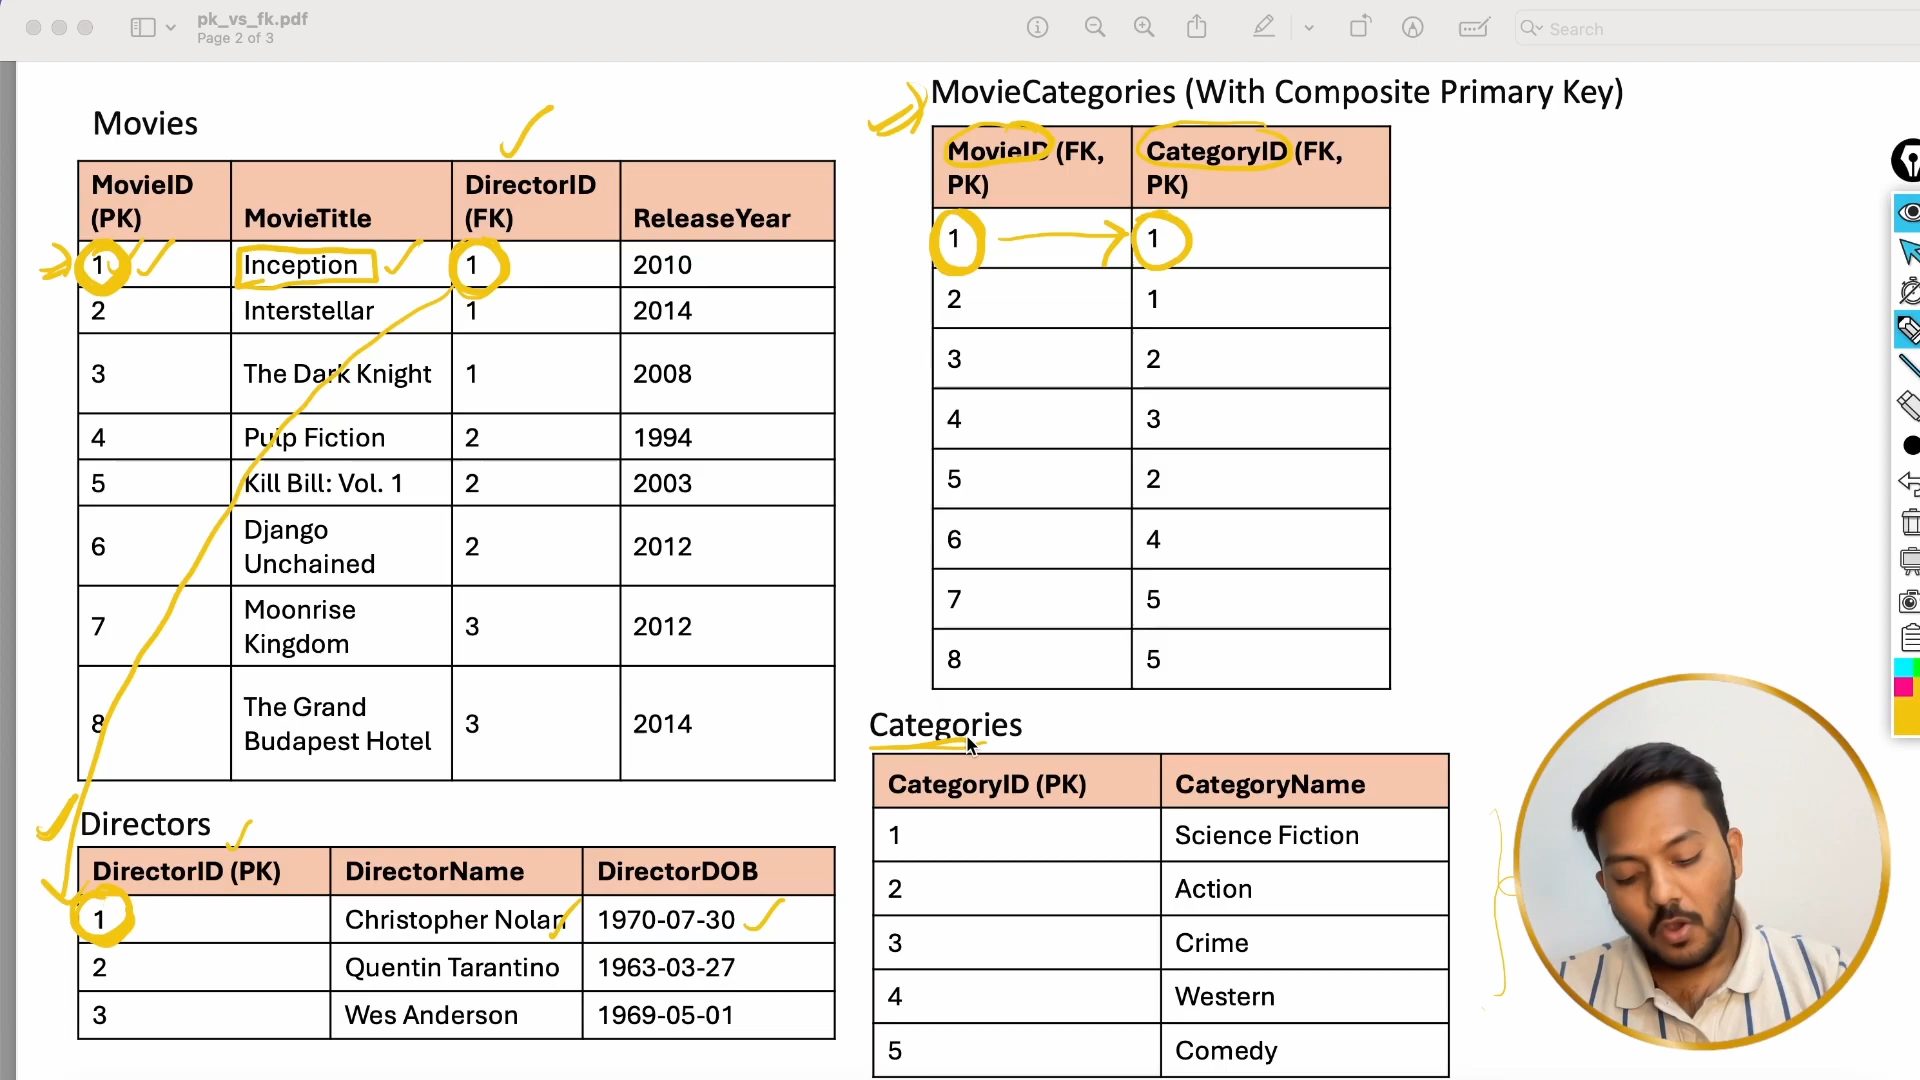 pk_vs_fk.pdf
Page 2 of 3
Search
Movies
MovieID (PK) MovieTitle DirectorID (FK) ReleaseYear
1 Inception 1 2010
2 Interstellar 1 2014
3 The Dark Knight 1 2008
4 Pulp Fiction 2 1994
5 Kill Bill: Vol. 1 2 2003
6 Django Unchained 2 2012
7 Moonrise Kingdom 3 2012
8 The Grand Budapest Hotel 3 2014
Directors
DirectorID (PK) DirectorName DirectorDOB
1 Christopher Nolan 1970-07-30
2 Quentin Tarantino 1963-03-27
3 Wes Anderson 1969-05-01
MovieCategories (With Composite Primary Key)
MovieID (FK, PK) CategoryID (FK, PK)
1 1
2 1
3 2
4 3
5 2
6 4
7 5
8 5
Categories
CategoryID (PK) CategoryName
1 Science Fiction
2 Action
3 Crime
4 Western
5 Comedy